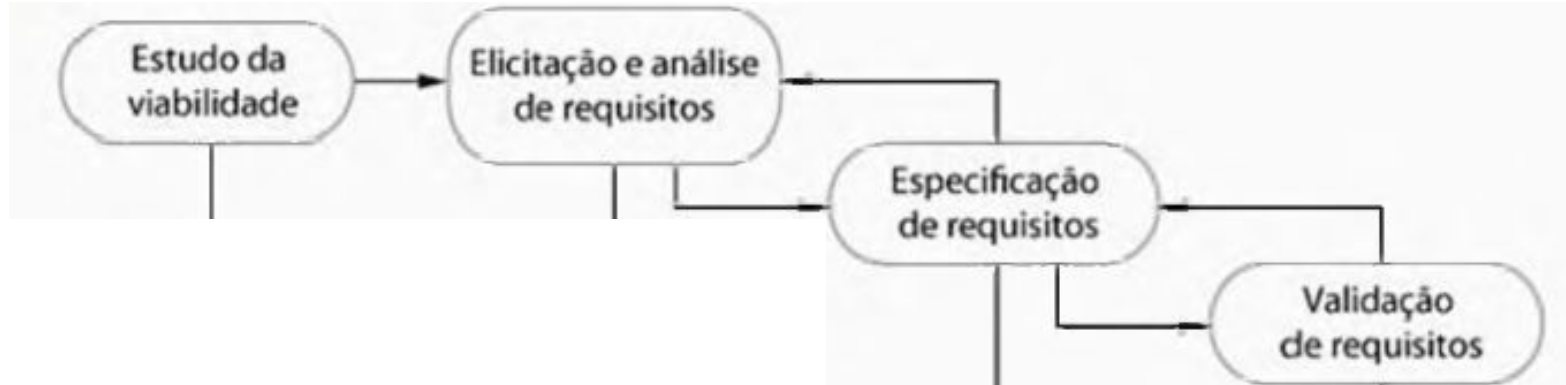 Estudo da
viabilidade
Elicitação e análise
de requisitos
Especificação
de requisitos
Validação
de requisitos